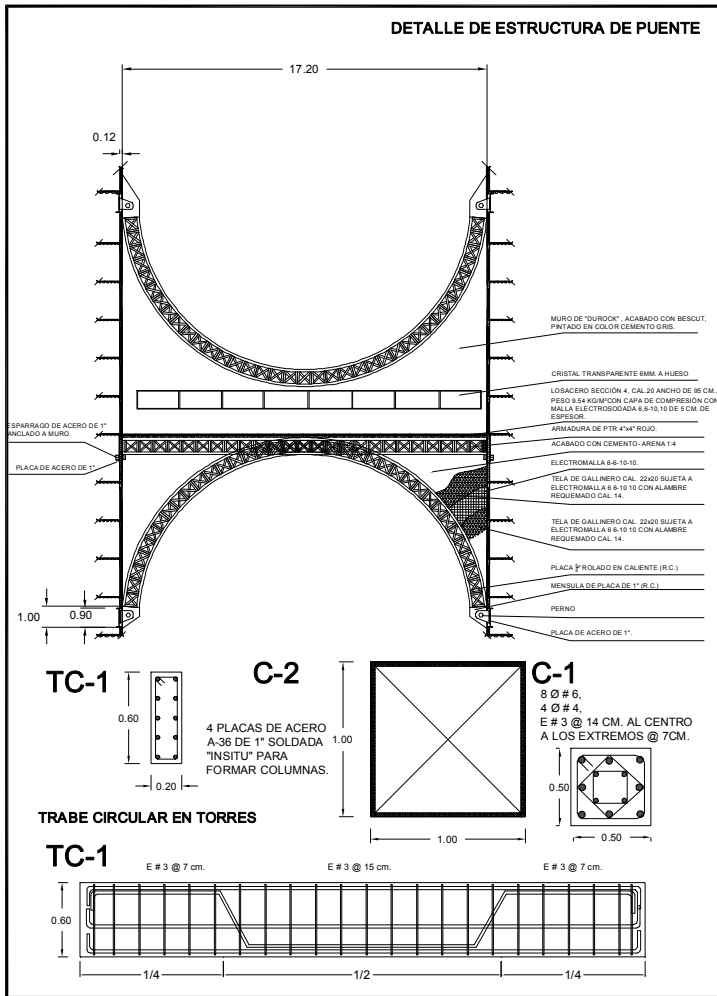 DETALLE DE ESTRUCTURA DE PUENTE
17.20
0.12
MURO DE "DUROCK" , ACABADO CON BESCUT,
PINTADO EN COLOR CEMENTO GRIS.
CRISTAL TRANSPARENTE 6MM. A HUESO
LOSACERO SECCIÓN 4, CAL.20 ANCHO DE 95 CM.,
PESO 9.54 KG/M²CON CAPA DE COMPRESIÓN CON
MALLA ELECTROSODADA 6,6-10,10 DE 5 CM. DE
ESPESOR.
ARMADURA DE PTR 4"x4" ROJO.
ACABADO CON CEMENTO- ARENA 1:4
ELECTROMALLA 6-6-10-10.
TELA DE GALLINERO CAL. 22x20 SUJETA A
ELECTROMALLA 6 6-10 10 CON ALAMBRE
REQUEMADO CAL. 14.
TELA DE GALLINERO CAL. 22x20 SUJETA A
ELECTROMALLA 6 6-10 10 CON ALAMBRE
REQUEMADO CAL. 14.
PLACA ROLADO EN CALIENTE (R.C.)
MENSULA DE PLACA DE 1" (R.C.)
PERNO
PLACA DE ACERO DE 1".
ESPARRAGO DE ACERO DE 1"
ANCLADO A MURO.
PLACA DE ACERO DE 1"
1.00
0.90
TC-1
0.60
0.20
C-2
4 PLACAS DE ACERO
A-36 DE 1" SOLDADA
"INSITU" PARA
FORMAR COLUMNAS.
1.00
1.00
C-1
8 Ø # 6,
4 Ø # 4,
E # 3 @ 14 CM. AL CENTRO
A LOS EXTREMOS @ 7CM.
0.50
0.50
TRABE CIRCULAR EN TORRES
TC-1
E # 3 @ 7 cm.
E # 3 @ 15 cm.
E # 3 @ 7 cm.
0.60
1/4
1/2
1/4